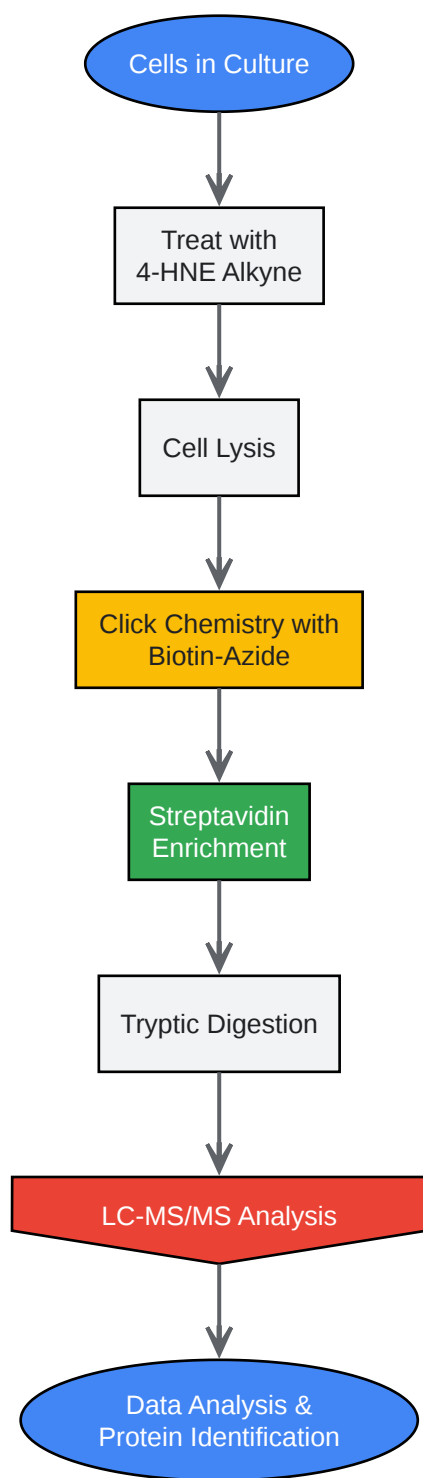 Cells in Culture
Treat with
4-HNE Alkyne
Cell Lysis
Click Chemistry with
Biotin-Azide
Streptavidin
Enrichment
Tryptic Digestion
LC-MS/MS Analysis
Data Analysis &
Protein Identification